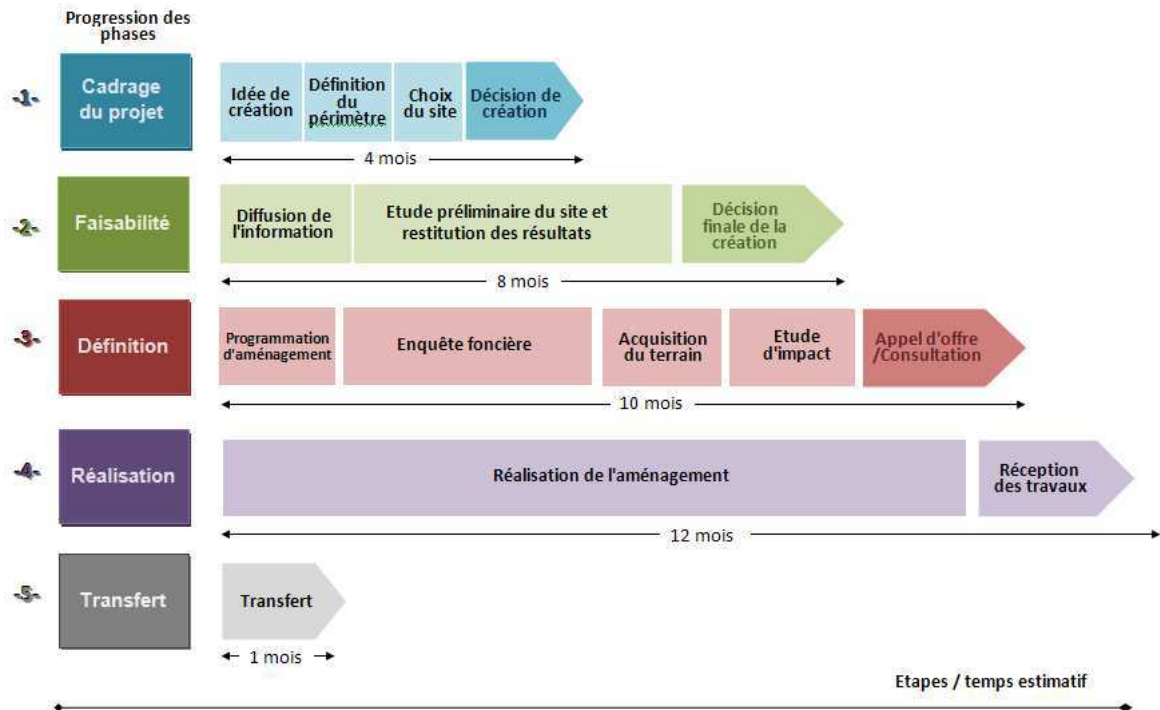 Progression des
phases
-1-
Cadrage
du projet
Idée de
création
Définition
du
périmètre
Choix
du site
Décision de
création
4 mois
-2-
Faisabilité
Diffusion de
l'information
Etude préliminaire du site et
restitution des résultats
Décision
finale de la
création
8 mois
-3-
Définition
Programmation
d'aménagement
Enquête foncière
Acquisition
du terrain
Etude
d'impact
Appel d'offre
/Consultation
10 mois
-4-
Réalisation
Réalisation de l'aménagement
Réception
des travaux
12 mois
-5-
Transfert
Transfert
1 mois
Etapes / temps estimatif